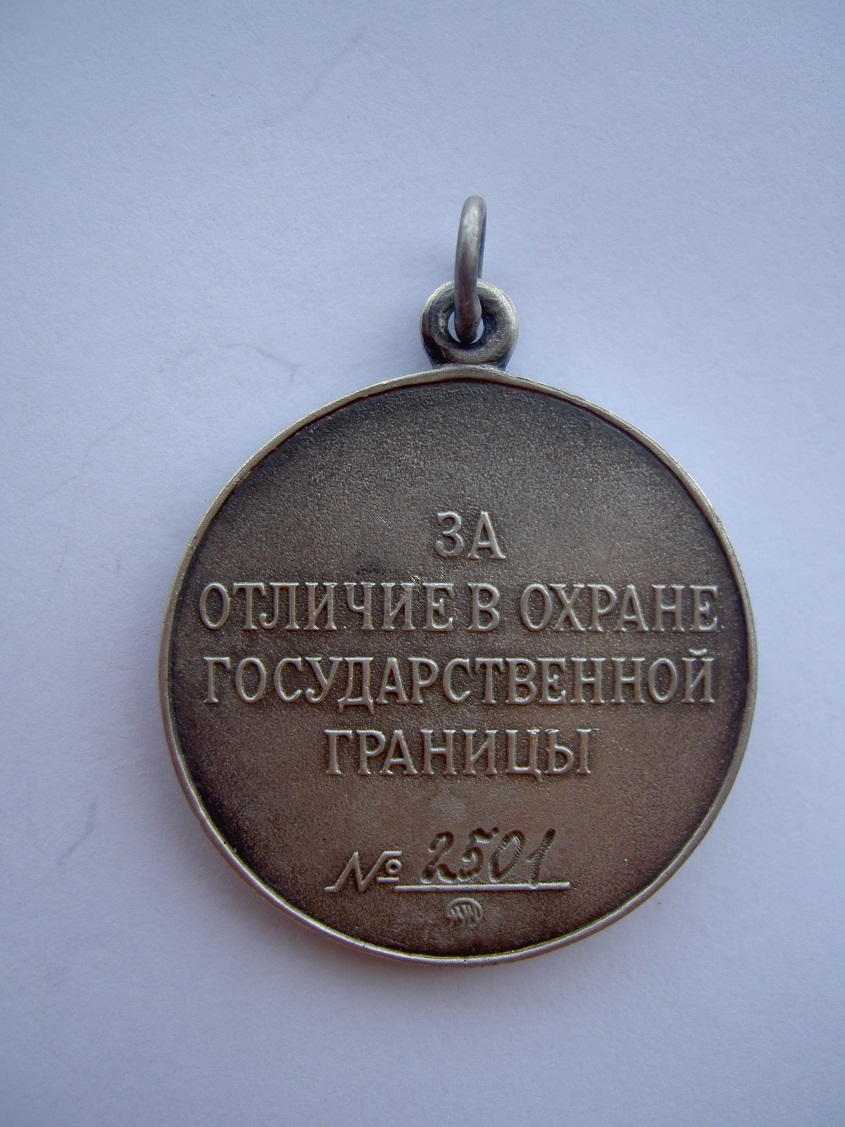 ЗА
ОТЛИЧИЕ В ОХРАНЕ
ГОСУДАРСТВЕННОЙ
ГРАНИЦЫ
№ 2501